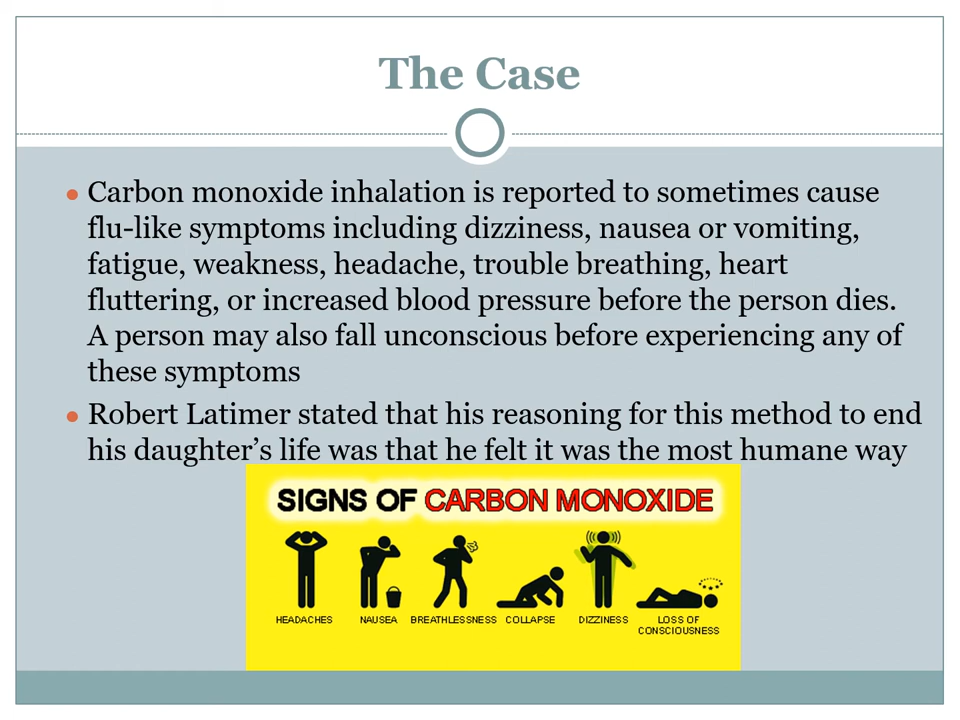 The Case
Carbon monoxide inhalation is reported to sometimes cause
flu-like symptoms including dizziness, nausea or vomiting,
fatigue, weakness, headache, trouble breathing, heart
fluttering, or increased blood pressure before the person dies.
A person may also fall unconscious before experiencing any of
these symptoms
Robert Latimer stated that his reasoning for this method to end
his daughter’s life was that he felt it was the most humane way
SIGNS OF CARBON MONOXIDE
HEADACHES NAUSEA BREATHLESSNESS COLLAPSE DIZZINESS LOSS OF
CONSCIOUSNESS